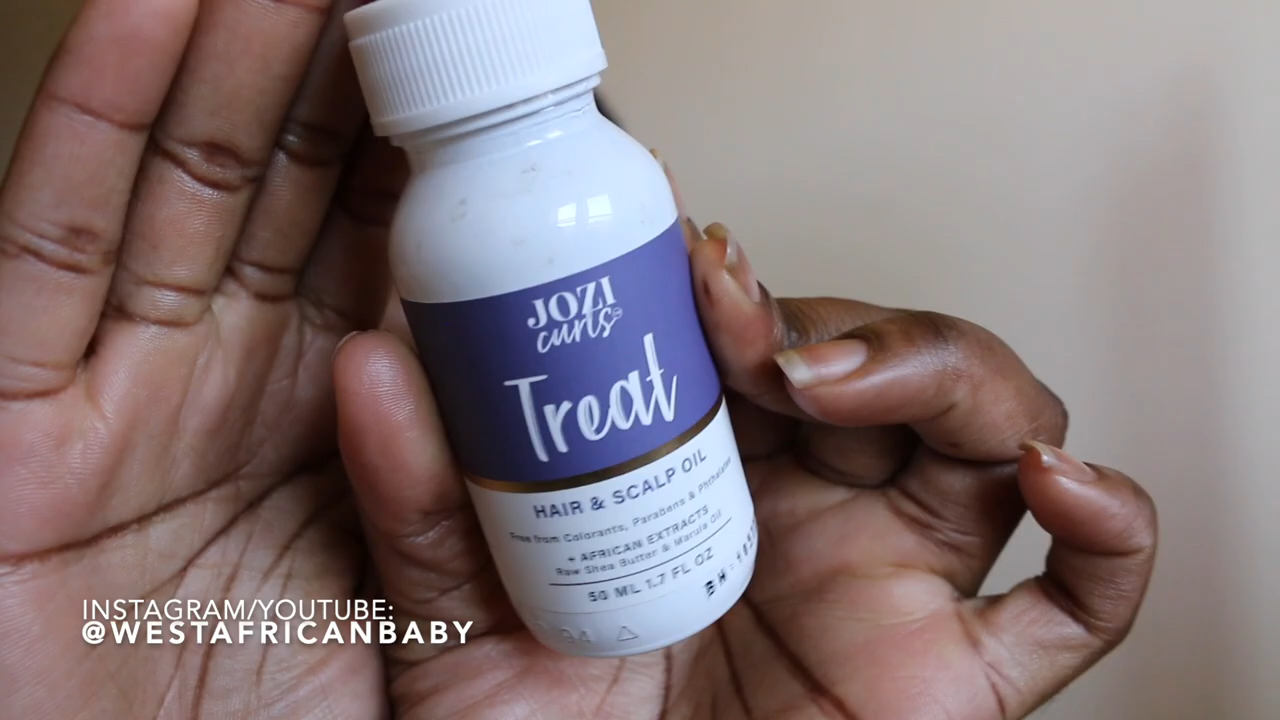 JOZI
curls
Treat
HAIR & SCALP OIL
Free from Colorants, Parabens & Phthalates
+ AFRICAN EXTRACTS
Raw Shea Butter & Marula Oil
50 ML 1.7 FL OZ
INSTAGRAM/YOUTUBE:
@WESTAFRICANBABY